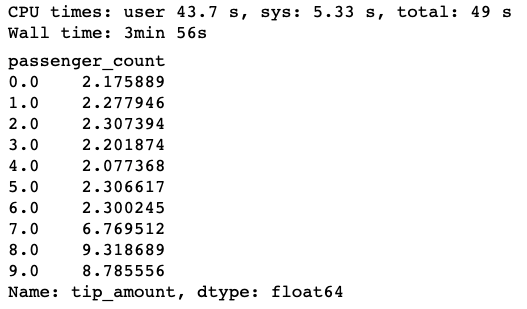 CPU times: user 43.7 s, sys: 5.33 s, total: 49 s
Wall time: 3min 56s
passenger_count
0.0    2.175889
1.0    2.277946
2.0    2.307394
3.0    2.201874
4.0    2.077368
5.0    2.306617
6.0    2.300245
7.0    6.769512
8.0    9.318689
9.0    8.785556
Name: tip_amount, dtype: float64